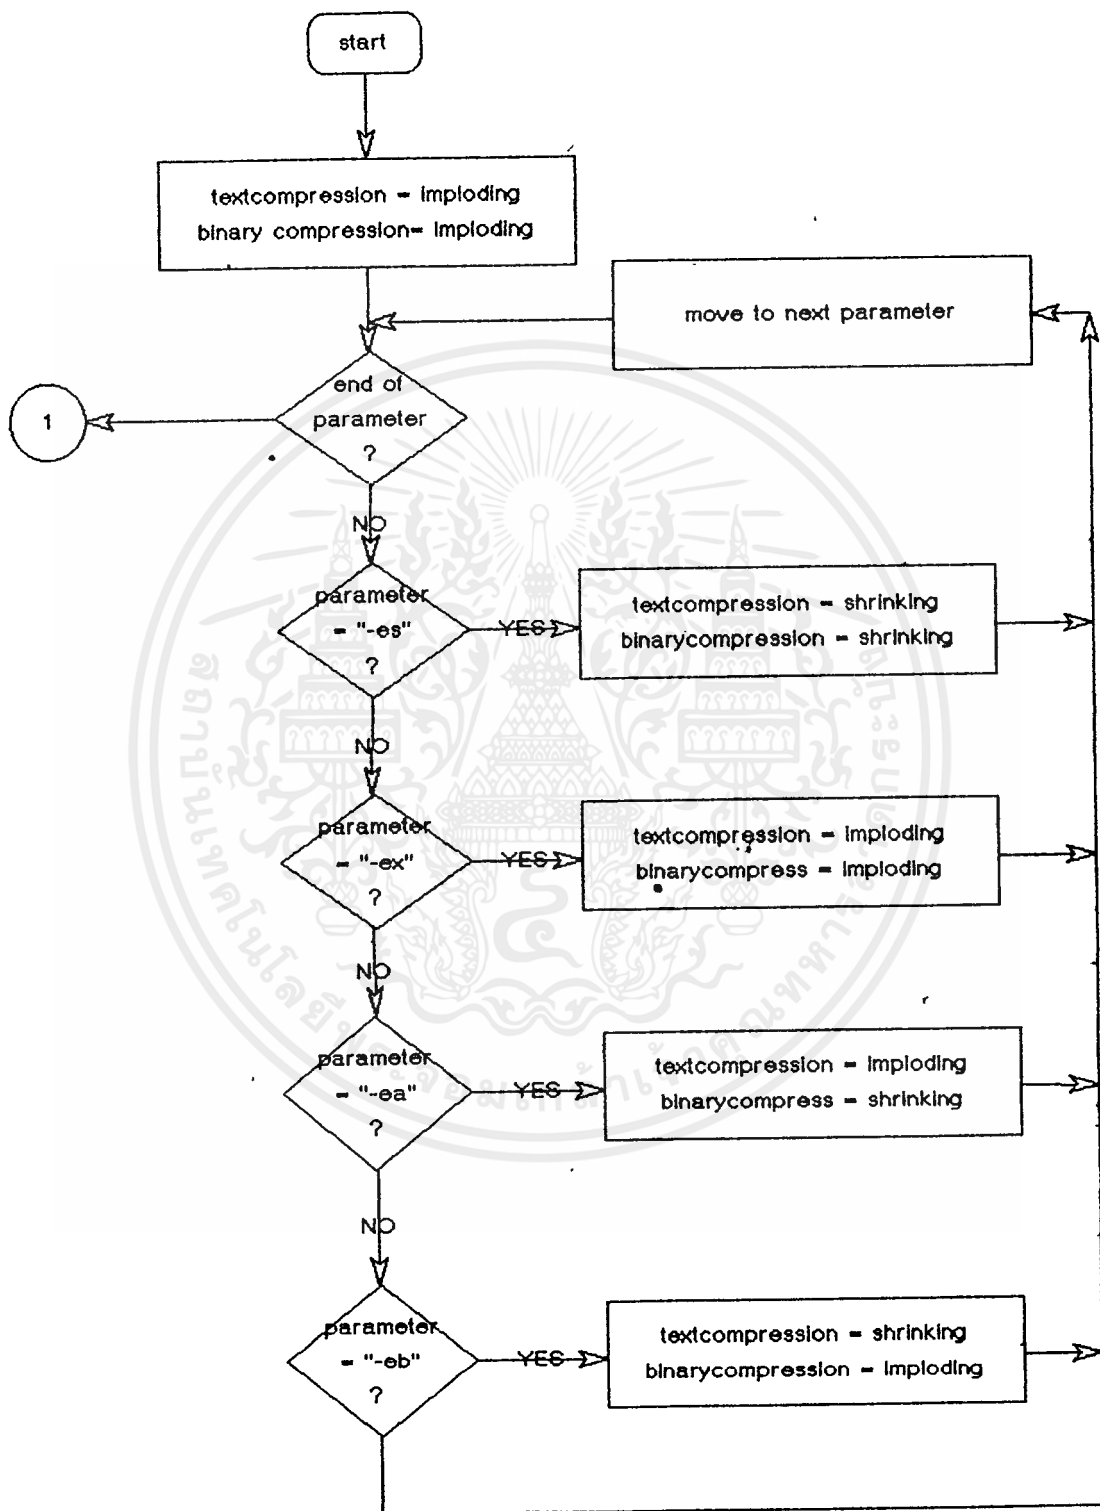 start
textcompression = imploding
binary compression= imploding
move to next parameter
end of
parameter
?
1
NO
parameter
= "-es"
?
YES
textcompression = shrinking
binarycompression = shrinking
NO
parameter
= "-ex"
?
YES
textcompression = imploding
binarycompress = imploding
NO
parameter
= "-ea"
?
YES
textcompression = imploding
binarycompress = shrinking
NO
parameter
= "-eb"
?
YES
textcompression = shrinking
binarycompression = imploding